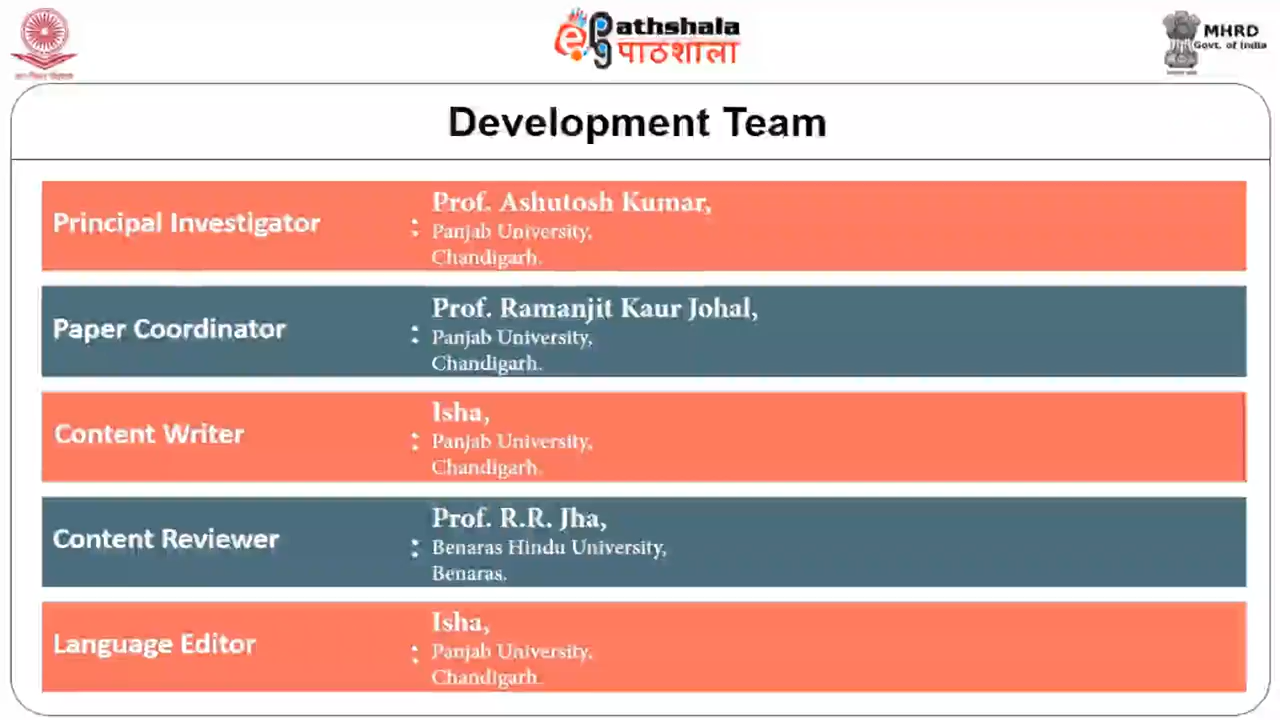 ePathshala
पाठशाला
MHRD
Govt. of India
Development Team
Principal Investigator : Prof. Ashutosh Kumar,
Panjab University,
Chandigarh.
Paper Coordinator : Prof. Ramanjit Kaur Johal,
Panjab University,
Chandigarh.
Content Writer : Isha,
Panjab University,
Chandigarh.
Content Reviewer : Prof. R.R. Jha,
Benaras Hindu University,
Benaras.
Language Editor : Isha,
Panjab University,
Chandigarh.